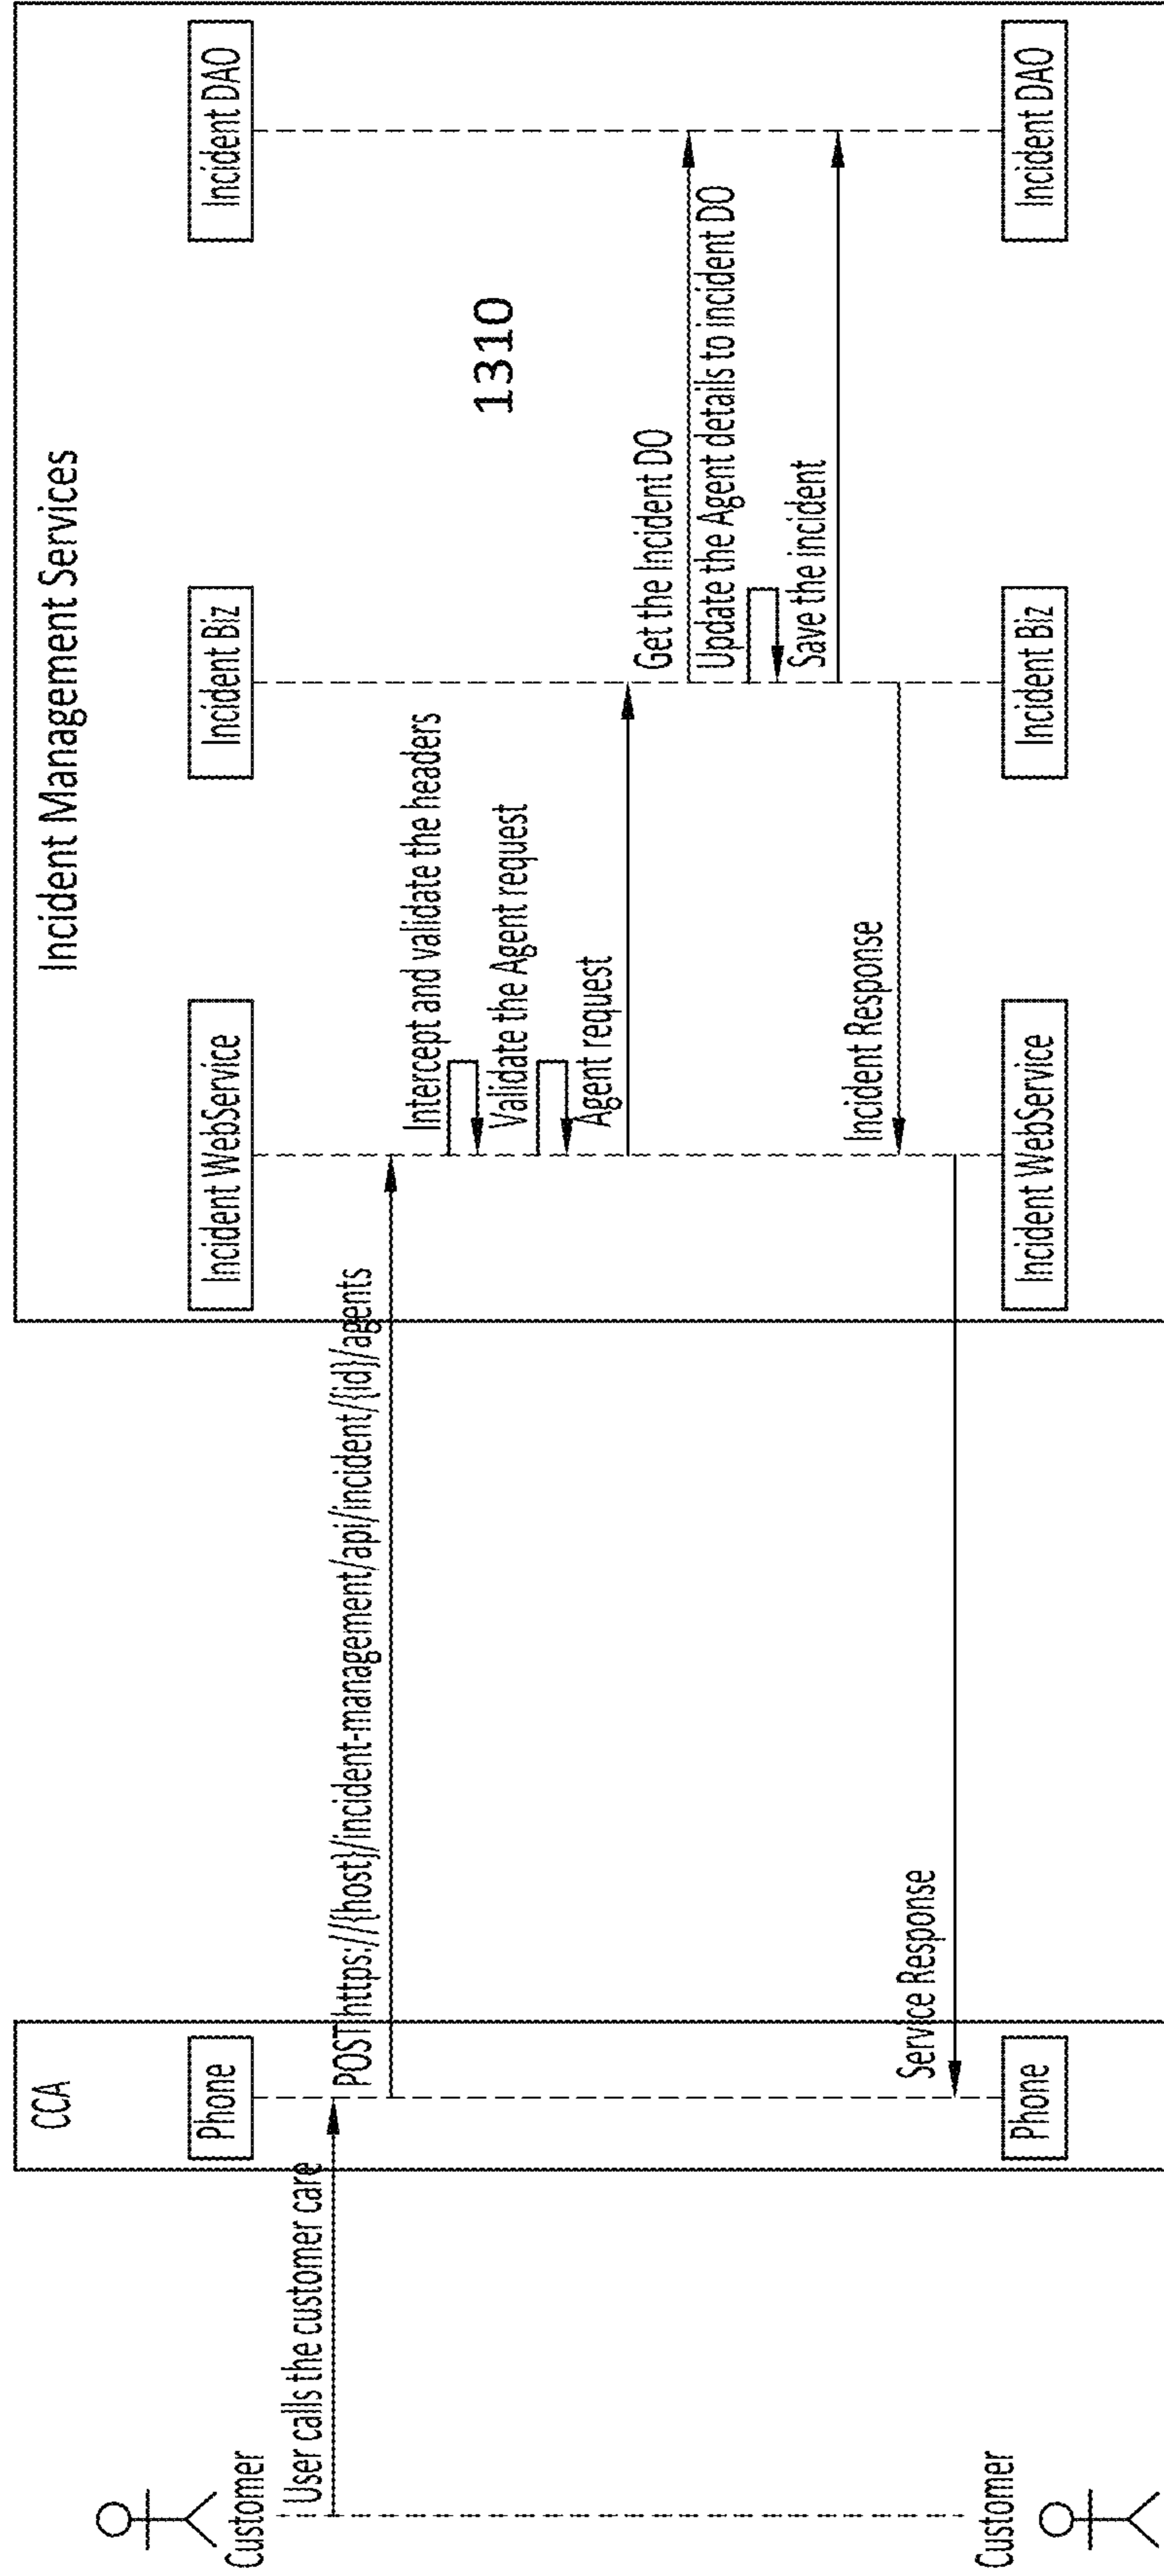 CCA
Incident Management Services
Customer
Phone
Incident WebService
Incident Biz
Incident DAO
User calls the customer care
POST https://{host}/incident-management/api/incident/{id}/agents
Intercept and validate the headers
1310
Validate the Agent request
Agent request
Get the Incident DO
Update the Agent details to incident DO
Save the incident
Incident Response
Service Response
Customer
Phone
Incident WebService
Incident Biz
Incident DAO